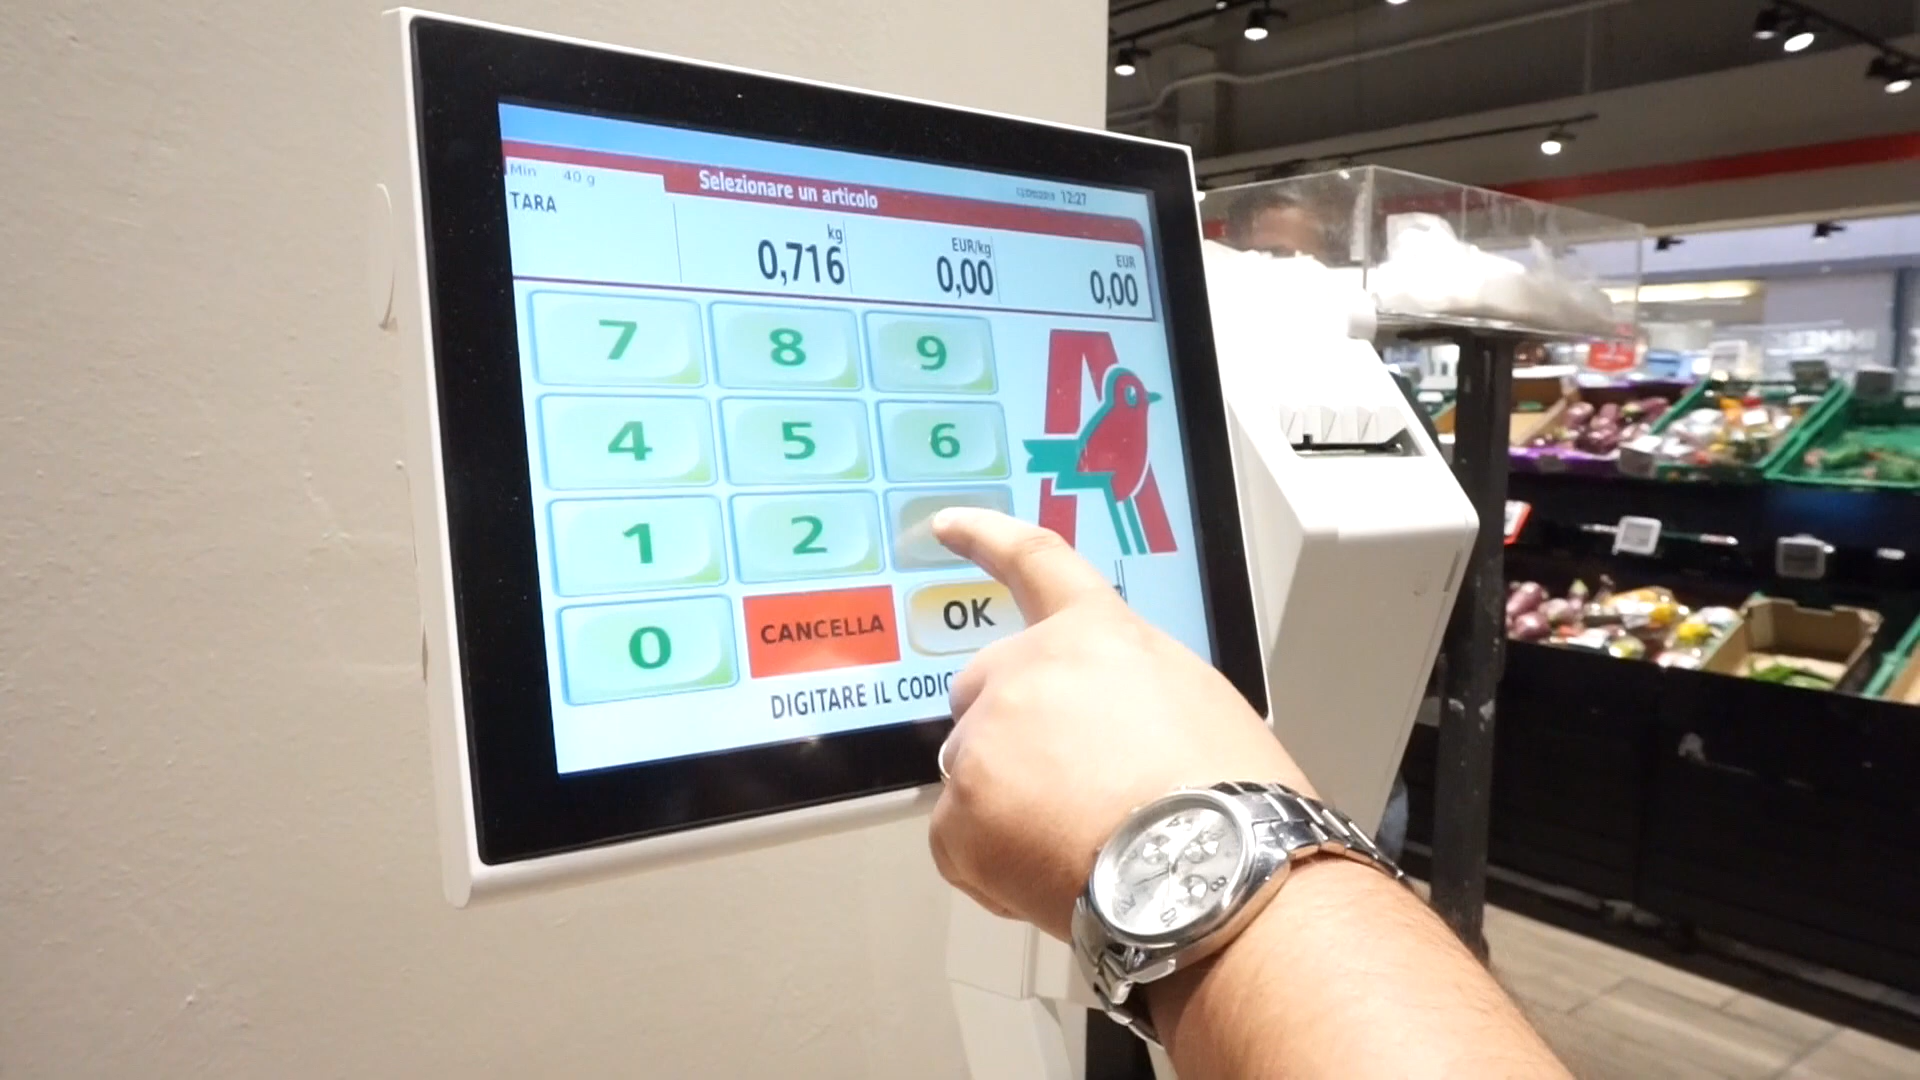 Min 40 g
Selezionare un articolo
12:27
TARA
kg
0,716
EUR/kg
0,00
EUR
0,00
7 8 9
4 5 6
1 2
0 CANCELLA OK
DIGITARE IL